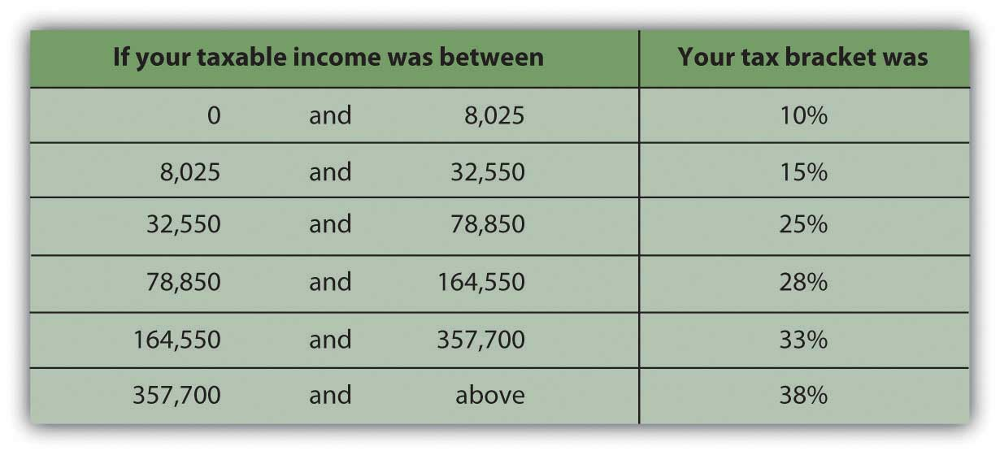 If your taxable income was between Your tax bracket was
0 and 8,025 10%
8,025 and 32,550 15%
32,550 and 78,850 25%
78,850 and 164,550 28%
164,550 and 357,700 33%
357,700 and above 38%